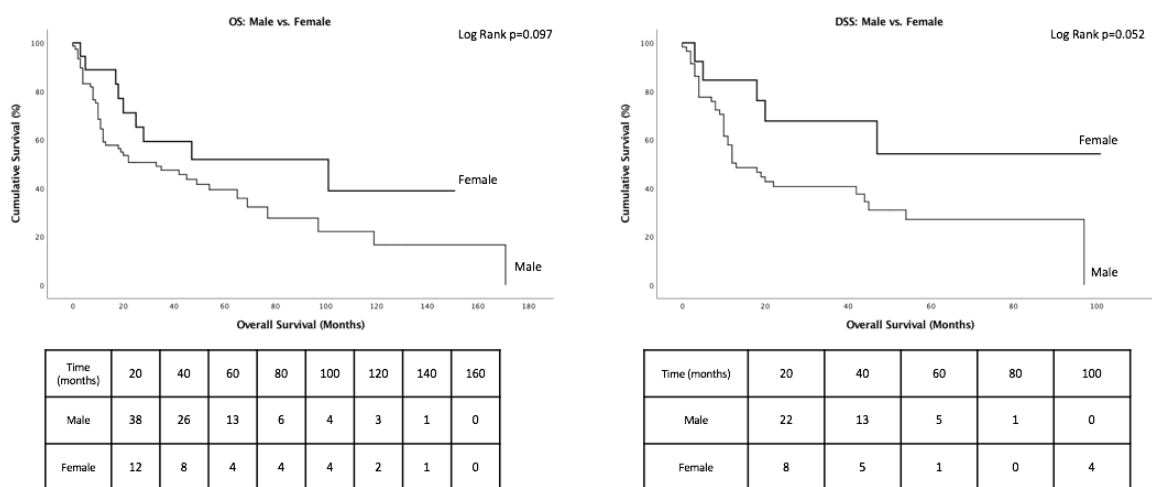 OS: Male vs. Female
Log Rank p=0.097
Cumulative Survival (%)
100
80
60
40
20
0
Female
Male
0 20 40 60 80 100 120 140 160 180
Overall Survival (Months)
Time (months) 20 40 60 80 100 120 140 160
Male 38 26 13 6 4 3 1 0
Female 12 8 4 4 4 2 1 0
DSS: Male vs. Female
Log Rank p=0.052
Cumulative Survival (%)
100
80
60
40
20
0
Female
Male
0 20 40 60 80 100
Overall Survival (Months)
Time (months) 20 40 60 80 100
Male 22 13 5 1 0
Female 8 5 1 0 4